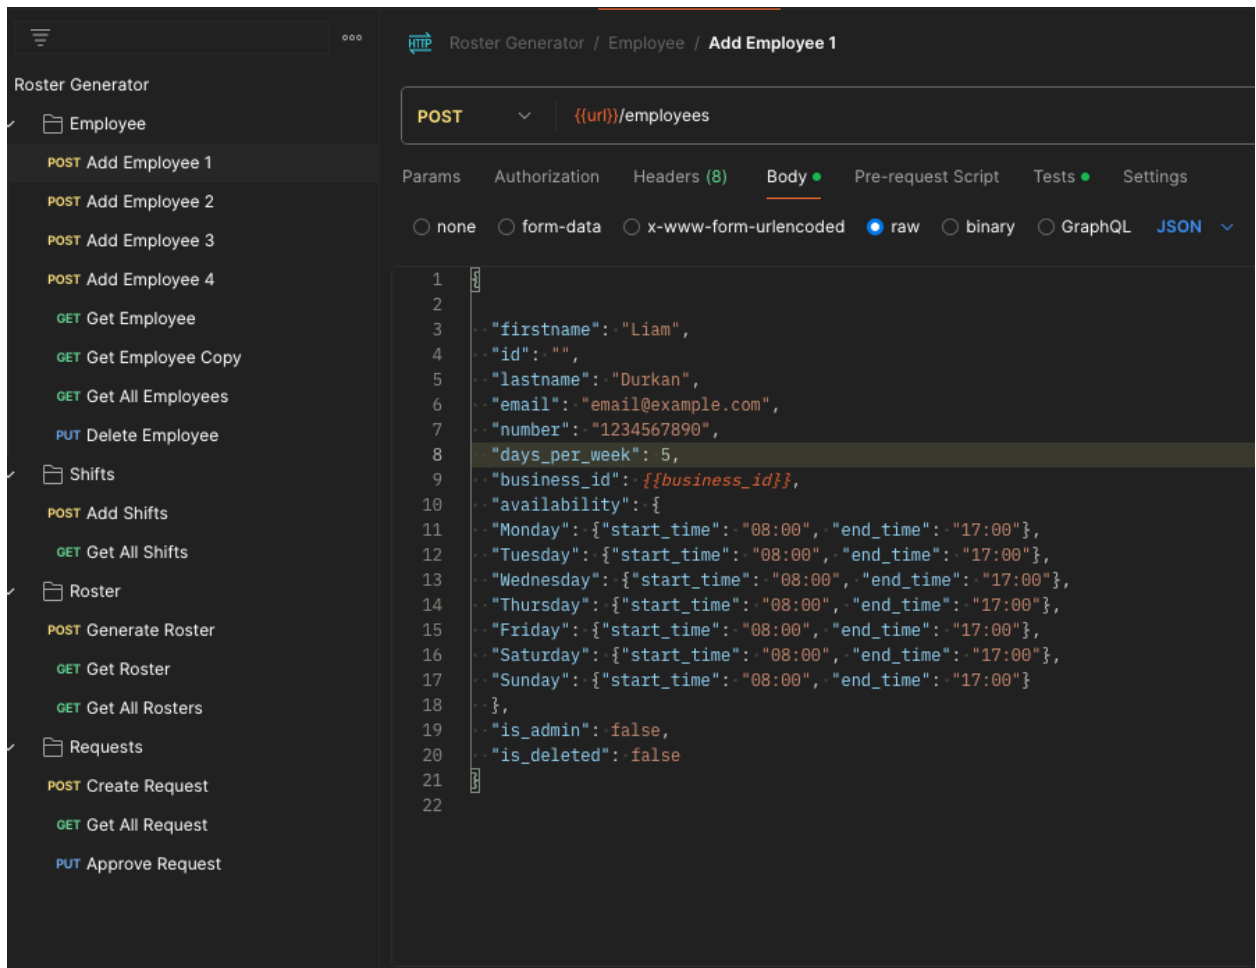 Roster Generator
Employee
POST Add Employee 1
POST Add Employee 2
POST Add Employee 3
POST Add Employee 4
GET Get Employee
GET Get Employee Copy
GET Get All Employees
PUT Delete Employee
Shifts
POST Add Shifts
GET Get All Shifts
Roster
POST Generate Roster
GET Get Roster
GET Get All Rosters
Requests
POST Create Request
GET Get All Request
PUT Approve Request
HTTP Roster Generator / Employee / Add Employee 1
POST {{url}}/employees
Params Authorization Headers (8) Body Pre-request Script Tests Settings
none form-data x-www-form-urlencoded raw binary GraphQL JSON
1 {
2
3 "firstname": "Liam",
4 "id": "",
5 "lastname": "Durkan",
6 "email": "email@example.com",
7 "number": "1234567890",
8 "days_per_week": 5,
9 "business_id": {{business_id}},
10 "availability": {
11 "Monday": {"start_time": "08:00", "end_time": "17:00"},
12 "Tuesday": {"start_time": "08:00", "end_time": "17:00"},
13 "Wednesday": {"start_time": "08:00", "end_time": "17:00"},
14 "Thursday": {"start_time": "08:00", "end_time": "17:00"},
15 "Friday": {"start_time": "08:00", "end_time": "17:00"},
16 "Saturday": {"start_time": "08:00", "end_time": "17:00"},
17 "Sunday": {"start_time": "08:00", "end_time": "17:00"}
18 },
19 "is_admin": false,
20 "is_deleted": false
21 }
22